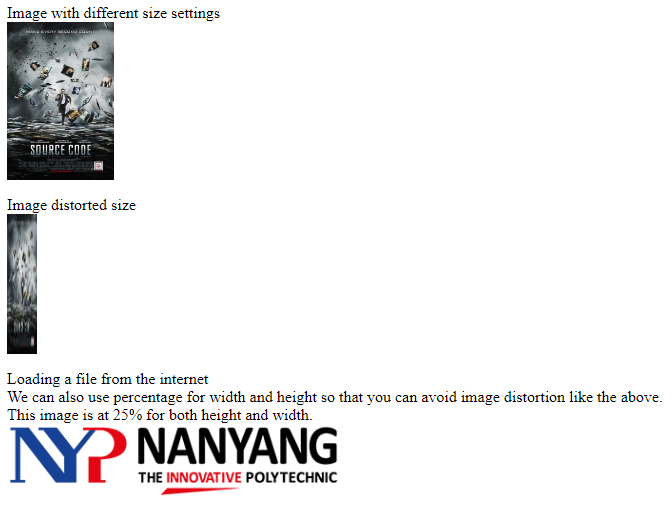 Image with different size settings
MAKE EVERY SECOND COUNT
SOURCE CODE
Image distorted size
Loading a file from the internet
We can also use percentage for width and height so that you can avoid image distortion like the above.
This image is at 25% for both height and width.
NYP NANYANG
THE INNOVATIVE POLYTECHNIC